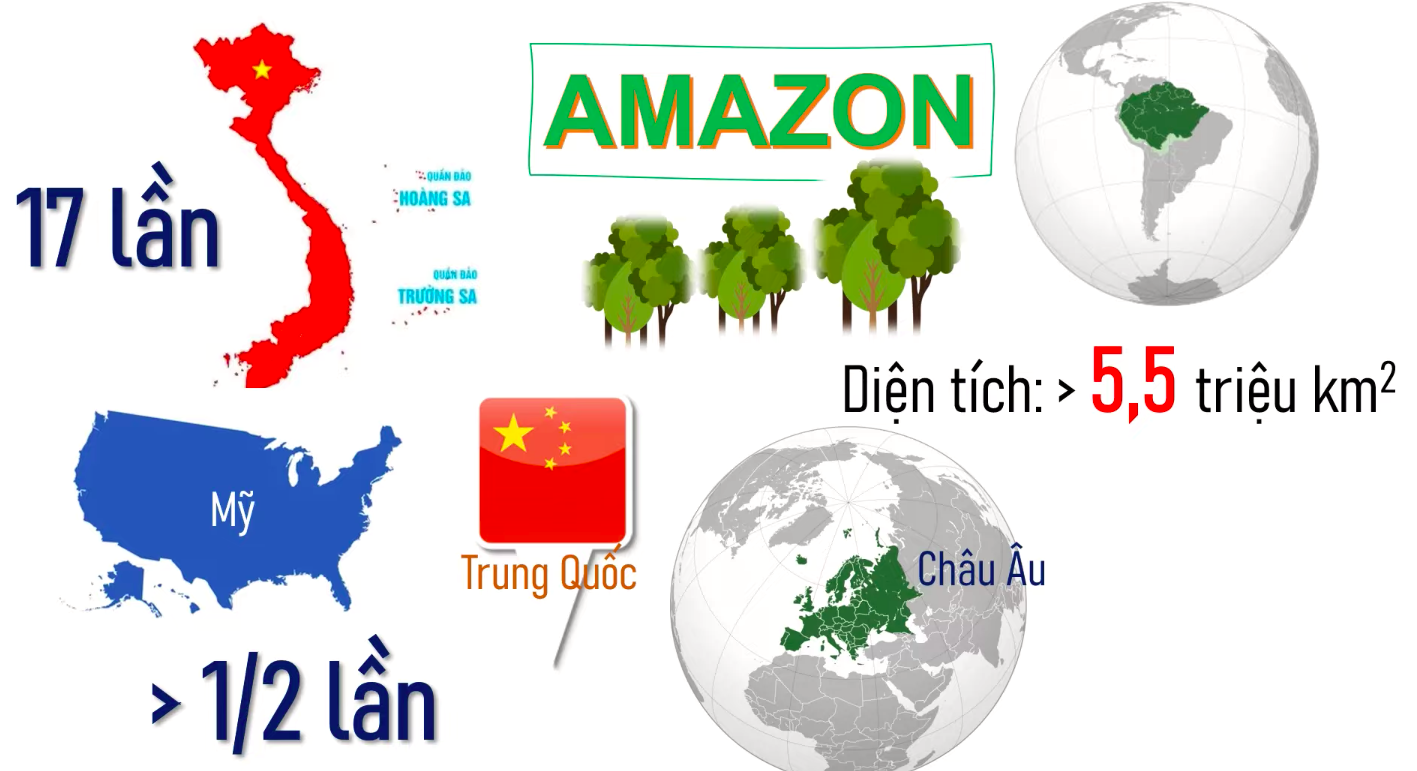 AMAZON
17 lần
QUẦN ĐẢO
HOÀNG SA
QUẦN ĐẢO
TRƯỜNG SA
Diện tích: > 5,5 triệu km²
Mỹ
Trung Quốc
Châu Âu
> 1/2 lần